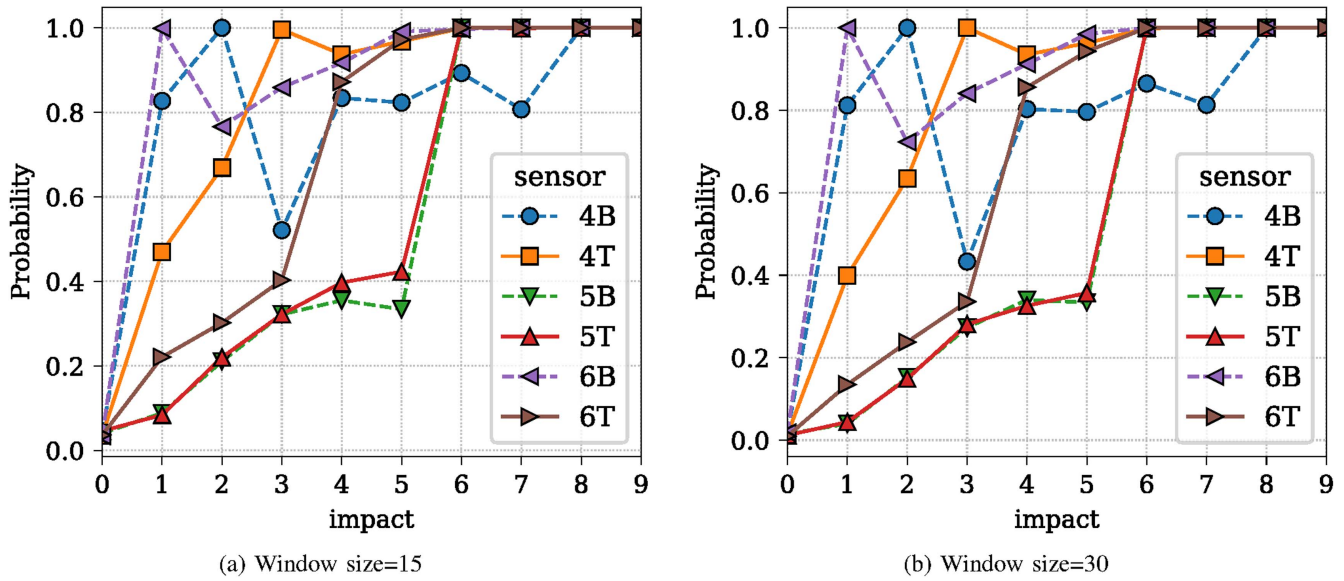 1.0
0.8
0.6
0.4
0.2
0.0
Probability
sensor
4B
4T
5B
5T
6B
6T
0 1 2 3 4 5 6 7 8 9
impact
(a) Window size=15
1.0
0.8
0.6
0.4
0.2
0.0
Probability
sensor
4B
4T
5B
5T
6B
6T
0 1 2 3 4 5 6 7 8 9
impact
(b) Window size=30